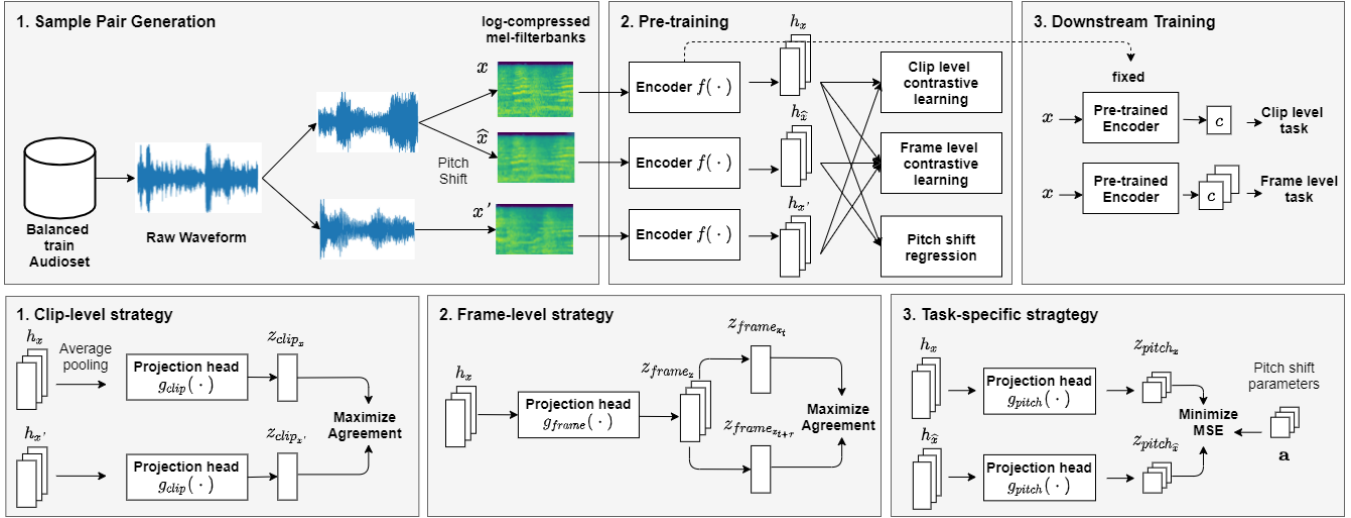 1. Sample Pair Generation
log-compressed
mel-filterbanks
x
x̂
Pitch
Shift
x'
Balanced
train
Audioset
Raw Waveform
2. Pre-training
h_x
Encoder f(·)
h_x̂
Encoder f(·)
h_x'
Encoder f(·)
Clip level
contrastive
learning
Frame level
contrastive
learning
Pitch shift
regression
3. Downstream Training
fixed
x
Pre-trained
Encoder
c
Clip level
task
x
Pre-trained
Encoder
c
Frame level
task
1. Clip-level strategy
h_x
Average
pooling
Projection head
g_clip(·)
z_clip_x
h_x'
Projection head
g_clip(·)
z_clip_x'
Maximize
Agreement
2. Frame-level strategy
h_x
Projection head
g_frame(·)
z_frame_x
z_frame_x_t
z_frame_x_t+τ
Maximize
Agreement
3. Task-specific stragtegy
h_x
Projection head
g_pitch(·)
z_pitch_x
h_x̂
Projection head
g_pitch(·)
z_pitch_x̂
Minimize
MSE
Pitch shift
parameters
a